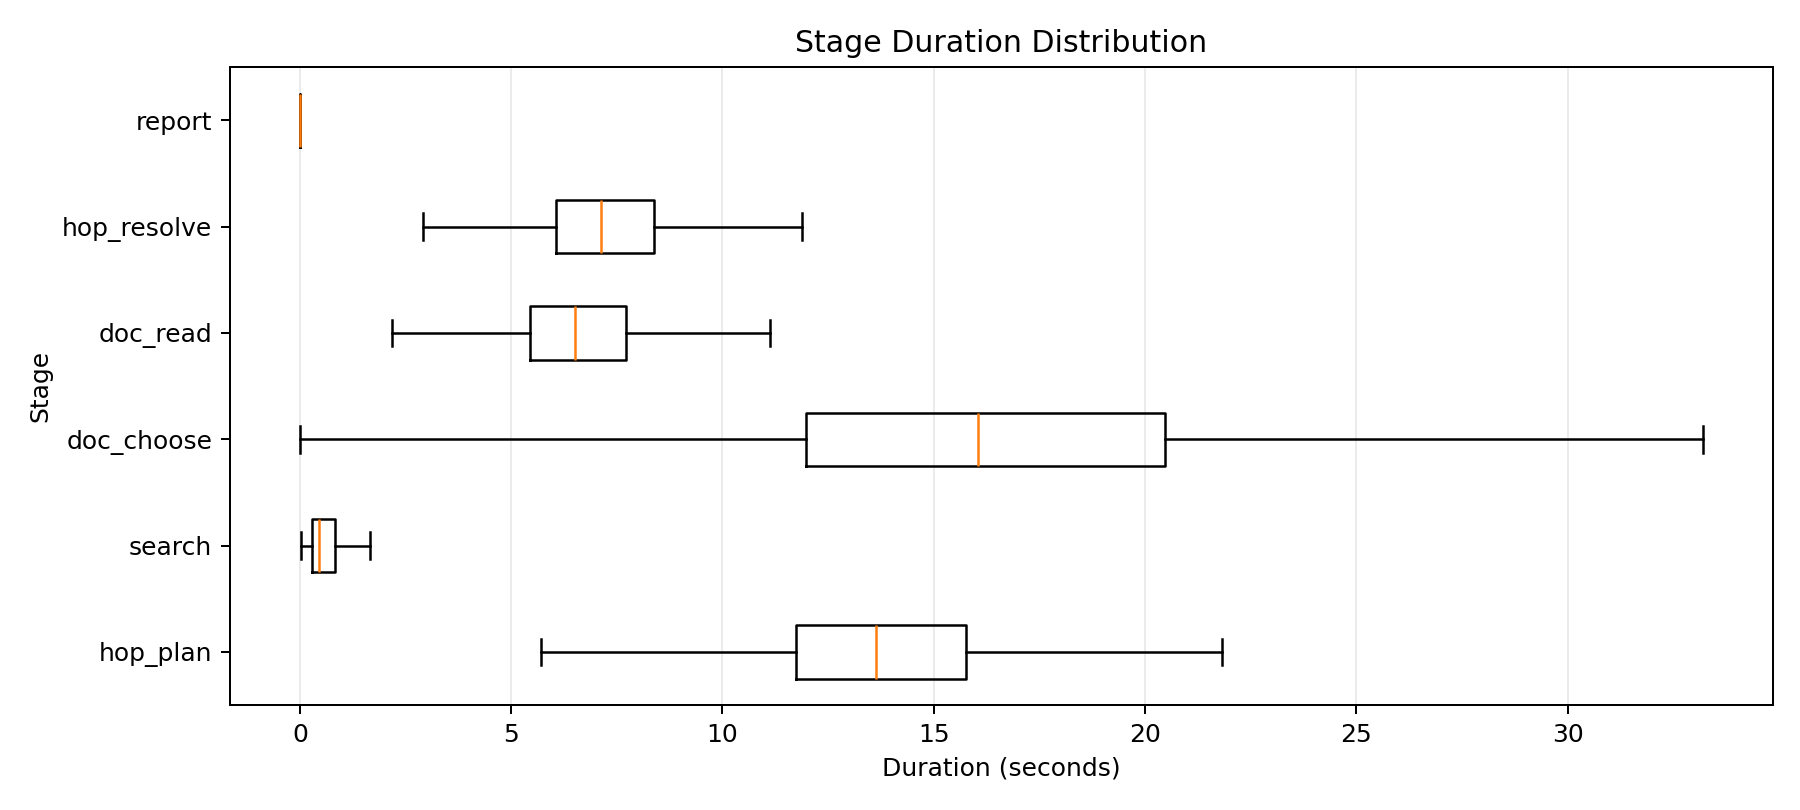 Stage Duration Distribution
Stage
report
hop_resolve
doc_read
doc_choose
search
hop_plan
0 5 10 15 20 25 30
Duration (seconds)